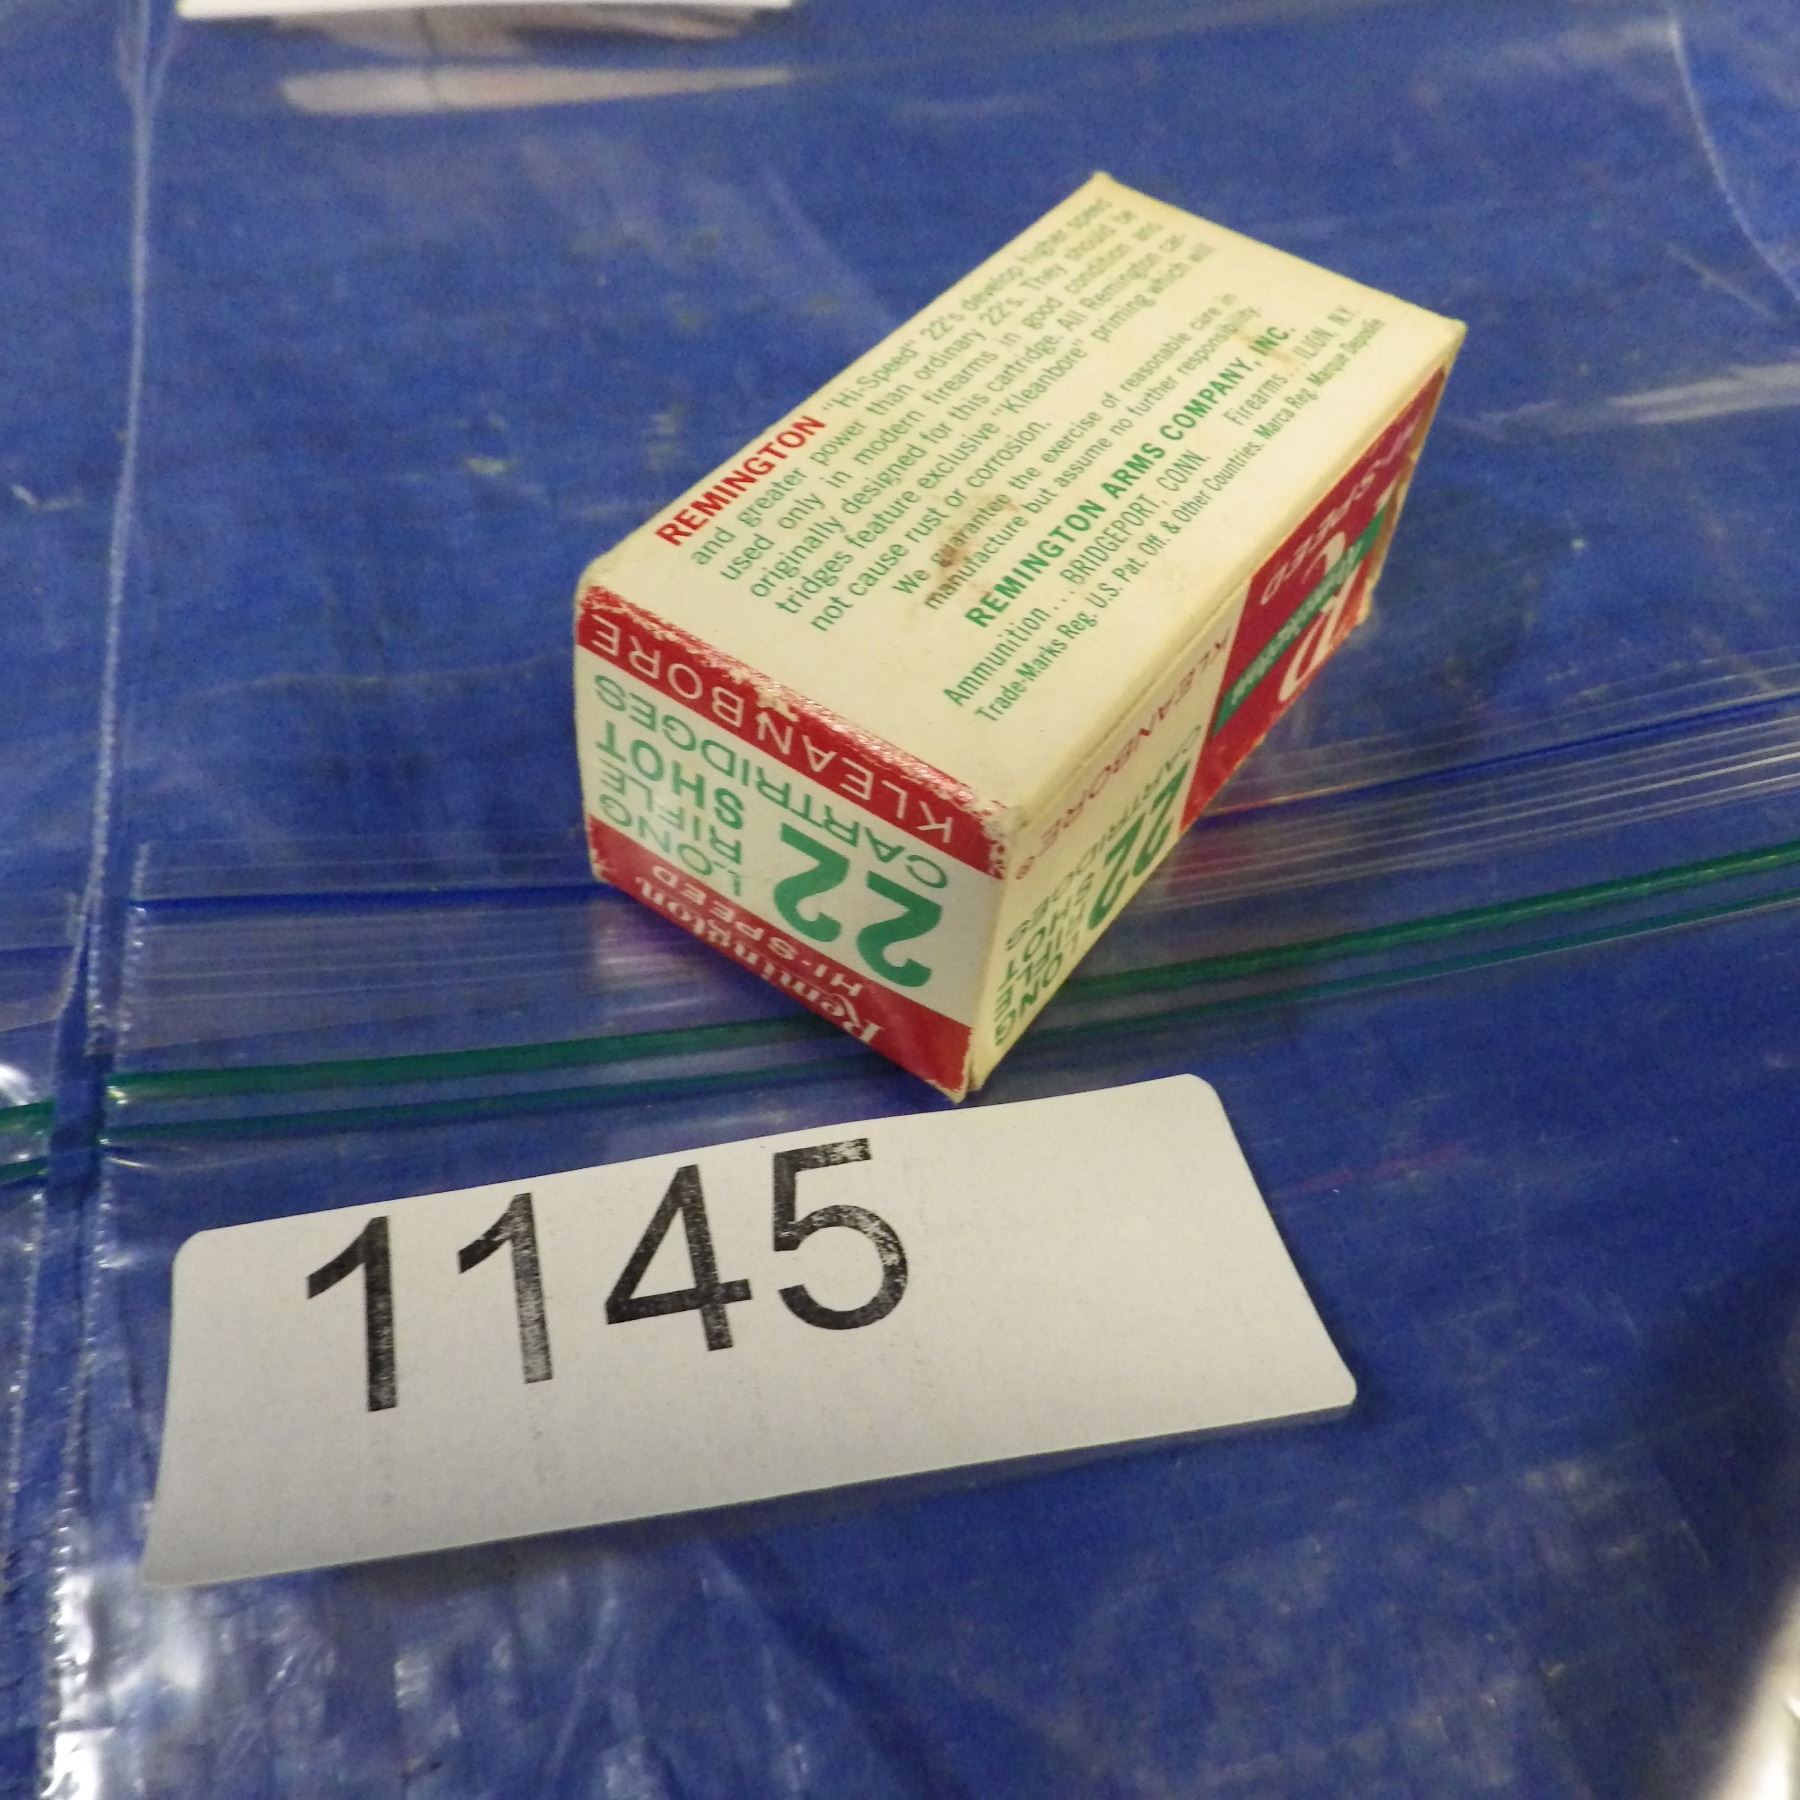 REMINGTON "Hi-Speed" 22's develop higher speed
and greater power than ordinary 22's. They should be
used only in modern firearms in good condition and
originally designed for this cartridge. All Remington car-
tridges feature exclusive "Kleanbore" priming which will
not cause rust or corrosion.
We guarantee the exercise of reasonable care in
manufacture but assume no further responsibility.
REMINGTON ARMS COMPANY, INC.
Ammunition... BRIDGEPORT, CONN. Firearms... ILION, N.Y.
Trade-Marks Reg. U.S. Pat. Off. & Other Countries. Marca Reg. Marque Deposée
Remington
HI-SPEED
22 LONG
RIFLE
SHOT
CARTRIDGES
KLEANBORE
HI-SPEED
Remington
KLEANBORE®
22 LONG
RIFLE
SHOT
CARTRIDGES
1145